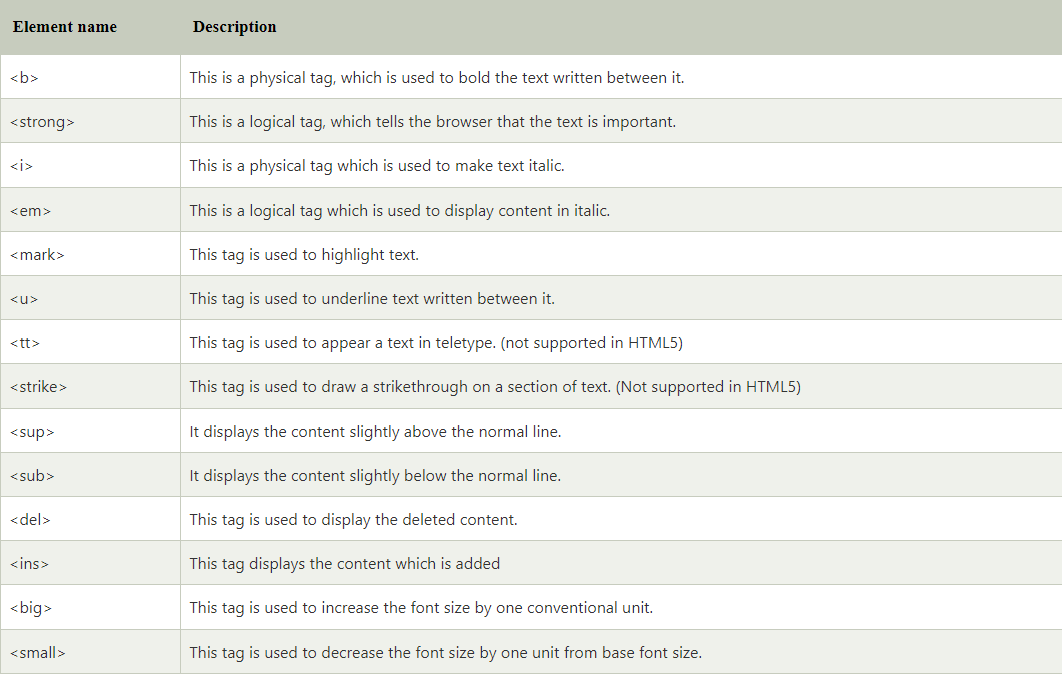 Element name Description
<b> This is a physical tag, which is used to bold the text written between it.
<strong> This is a logical tag, which tells the browser that the text is important.
<i> This is a physical tag which is used to make text italic.
<em> This is a logical tag which is used to display content in italic.
<mark> This tag is used to highlight text.
<u> This tag is used to underline text written between it.
<tt> This tag is used to appear a text in teletype. (not supported in HTML5)
<strike> This tag is used to draw a strikethrough on a section of text. (Not supported in HTML5)
<sup> It displays the content slightly above the normal line.
<sub> It displays the content slightly below the normal line.
<del> This tag is used to display the deleted content.
<ins> This tag displays the content which is added
<big> This tag is used to increase the font size by one conventional unit.
<small> This tag is used to decrease the font size by one unit from base font size.